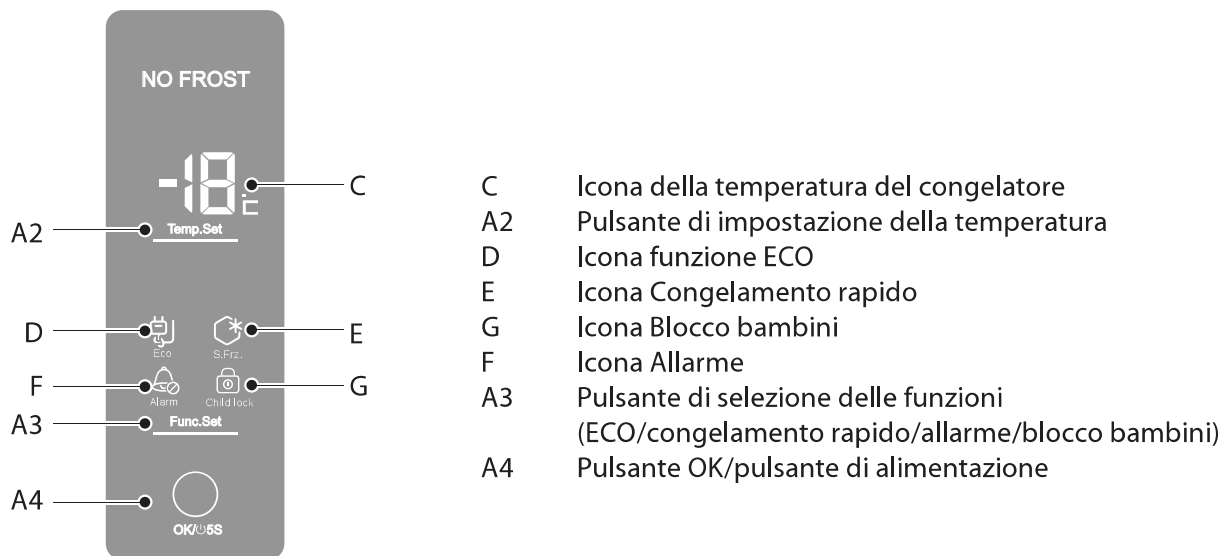 NO FROST
-18
C
A2
Temp.Set
D
E
Eco
S.Frz.
F
G
Alarm
Child lock
A3
Func.Set
A4
OK/⏻5S
C Icona della temperatura del congelatore
A2 Pulsante di impostazione della temperatura
D Icona funzione ECO
E Icona Congelamento rapido
G Icona Blocco bambini
F Icona Allarme
A3 Pulsante di selezione delle funzioni
(ECO/congelamento rapido/allarme/blocco bambini)
A4 Pulsante OK/pulsante di alimentazione